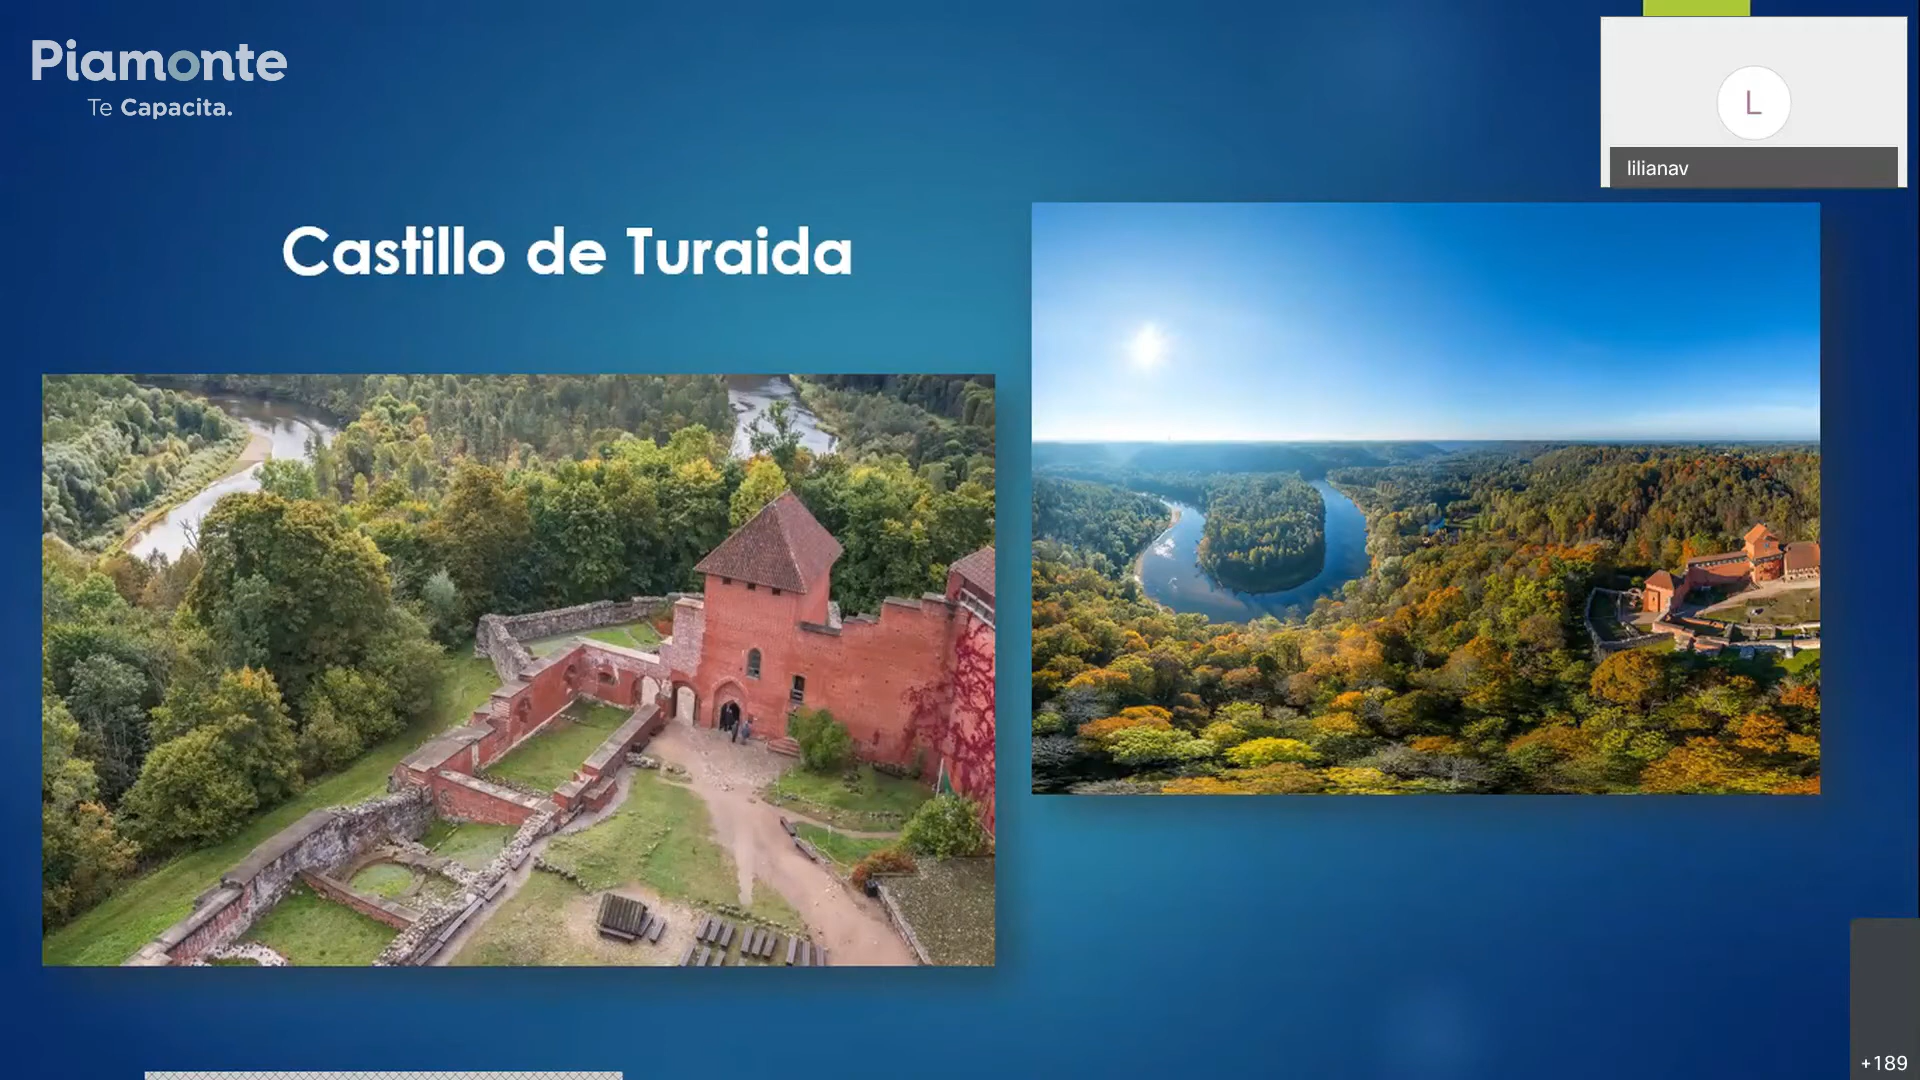 Piamonte
Te Capacita.
L
lilianav
Castillo de Turaida
+189